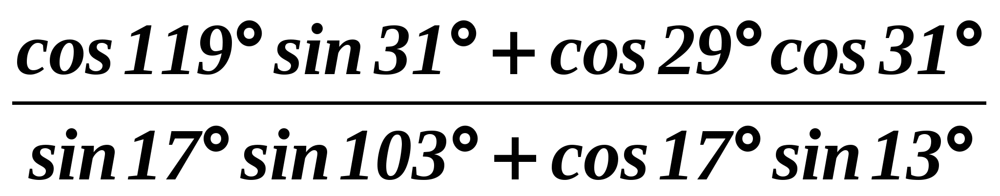 cos 119° sin 31° + cos 29° cos 31°
sin 17° sin 103° + cos 17° sin 13°